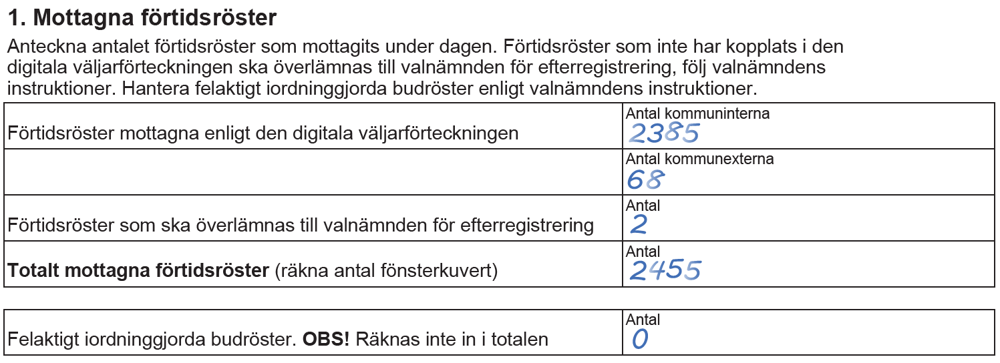 1. Mottagna förtidsröster
Anteckna antalet förtidsröster som mottagits under dagen. Förtidsröster som inte har kopplats i den
digitala väljarförteckningen ska överlämnas till valnämnden för efterregistrering, följ valnämndens
instruktioner. Hantera felaktigt iordninggjorda budröster enligt valnämndens instruktioner.
Antal kommuninterna
Förtidsröster mottagna enligt den digitala väljarförteckningen 2385
Antal kommunexterna
68
Antal
Förtidsröster som ska överlämnas till valnämnden för efterregistrering 2
Antal
Totalt mottagna förtidsröster (räkna antal fönsterkuvert) 2455
Antal
Felaktigt iordninggjorda budröster. OBS! Räknas inte in i totalen 0